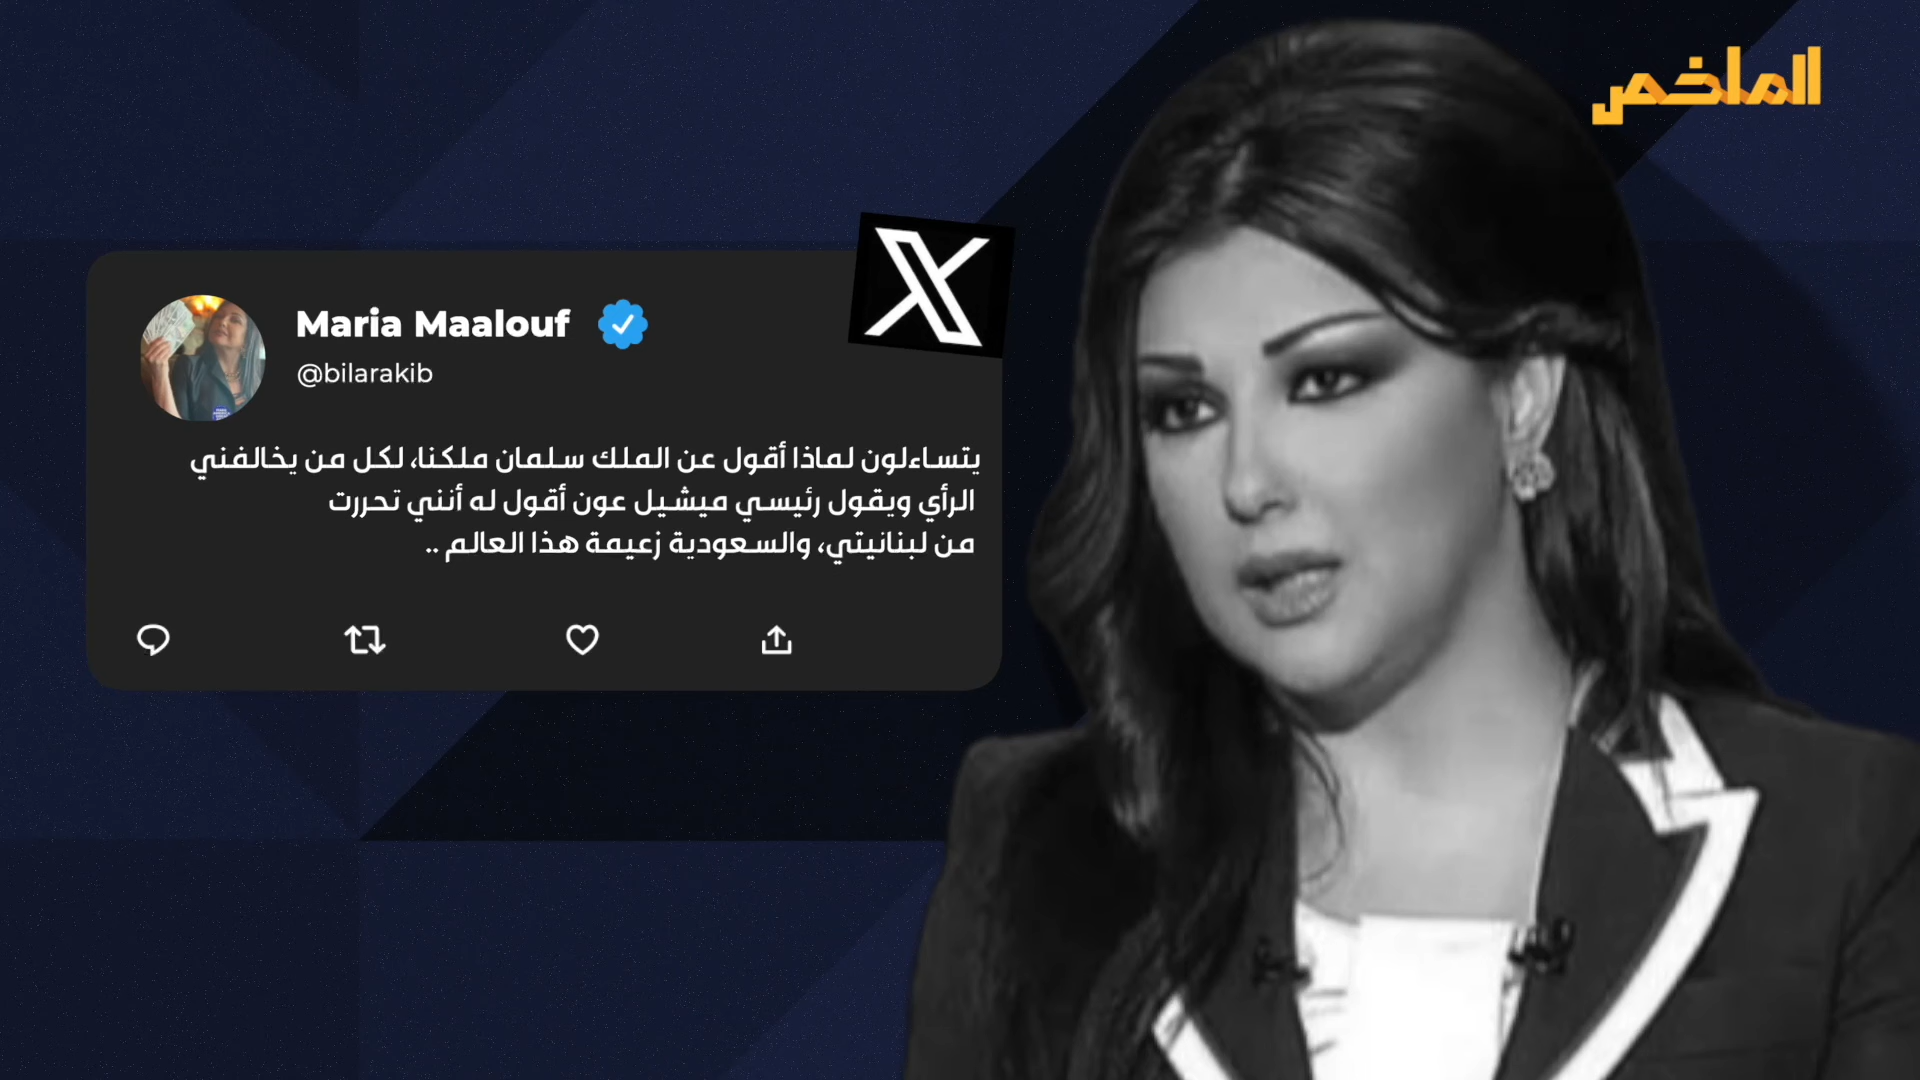 الملخص
Maria Maalouf
@bilarakib
يتساءلون لماذا أقول عن الملك سلمان ملكنا، لكل من يخالفني
الرأي ويقول رئيسي ميشيل عون أقول له أنني تحررت
من لبنانيتي، والسعودية زعيمة هذا العالم ..